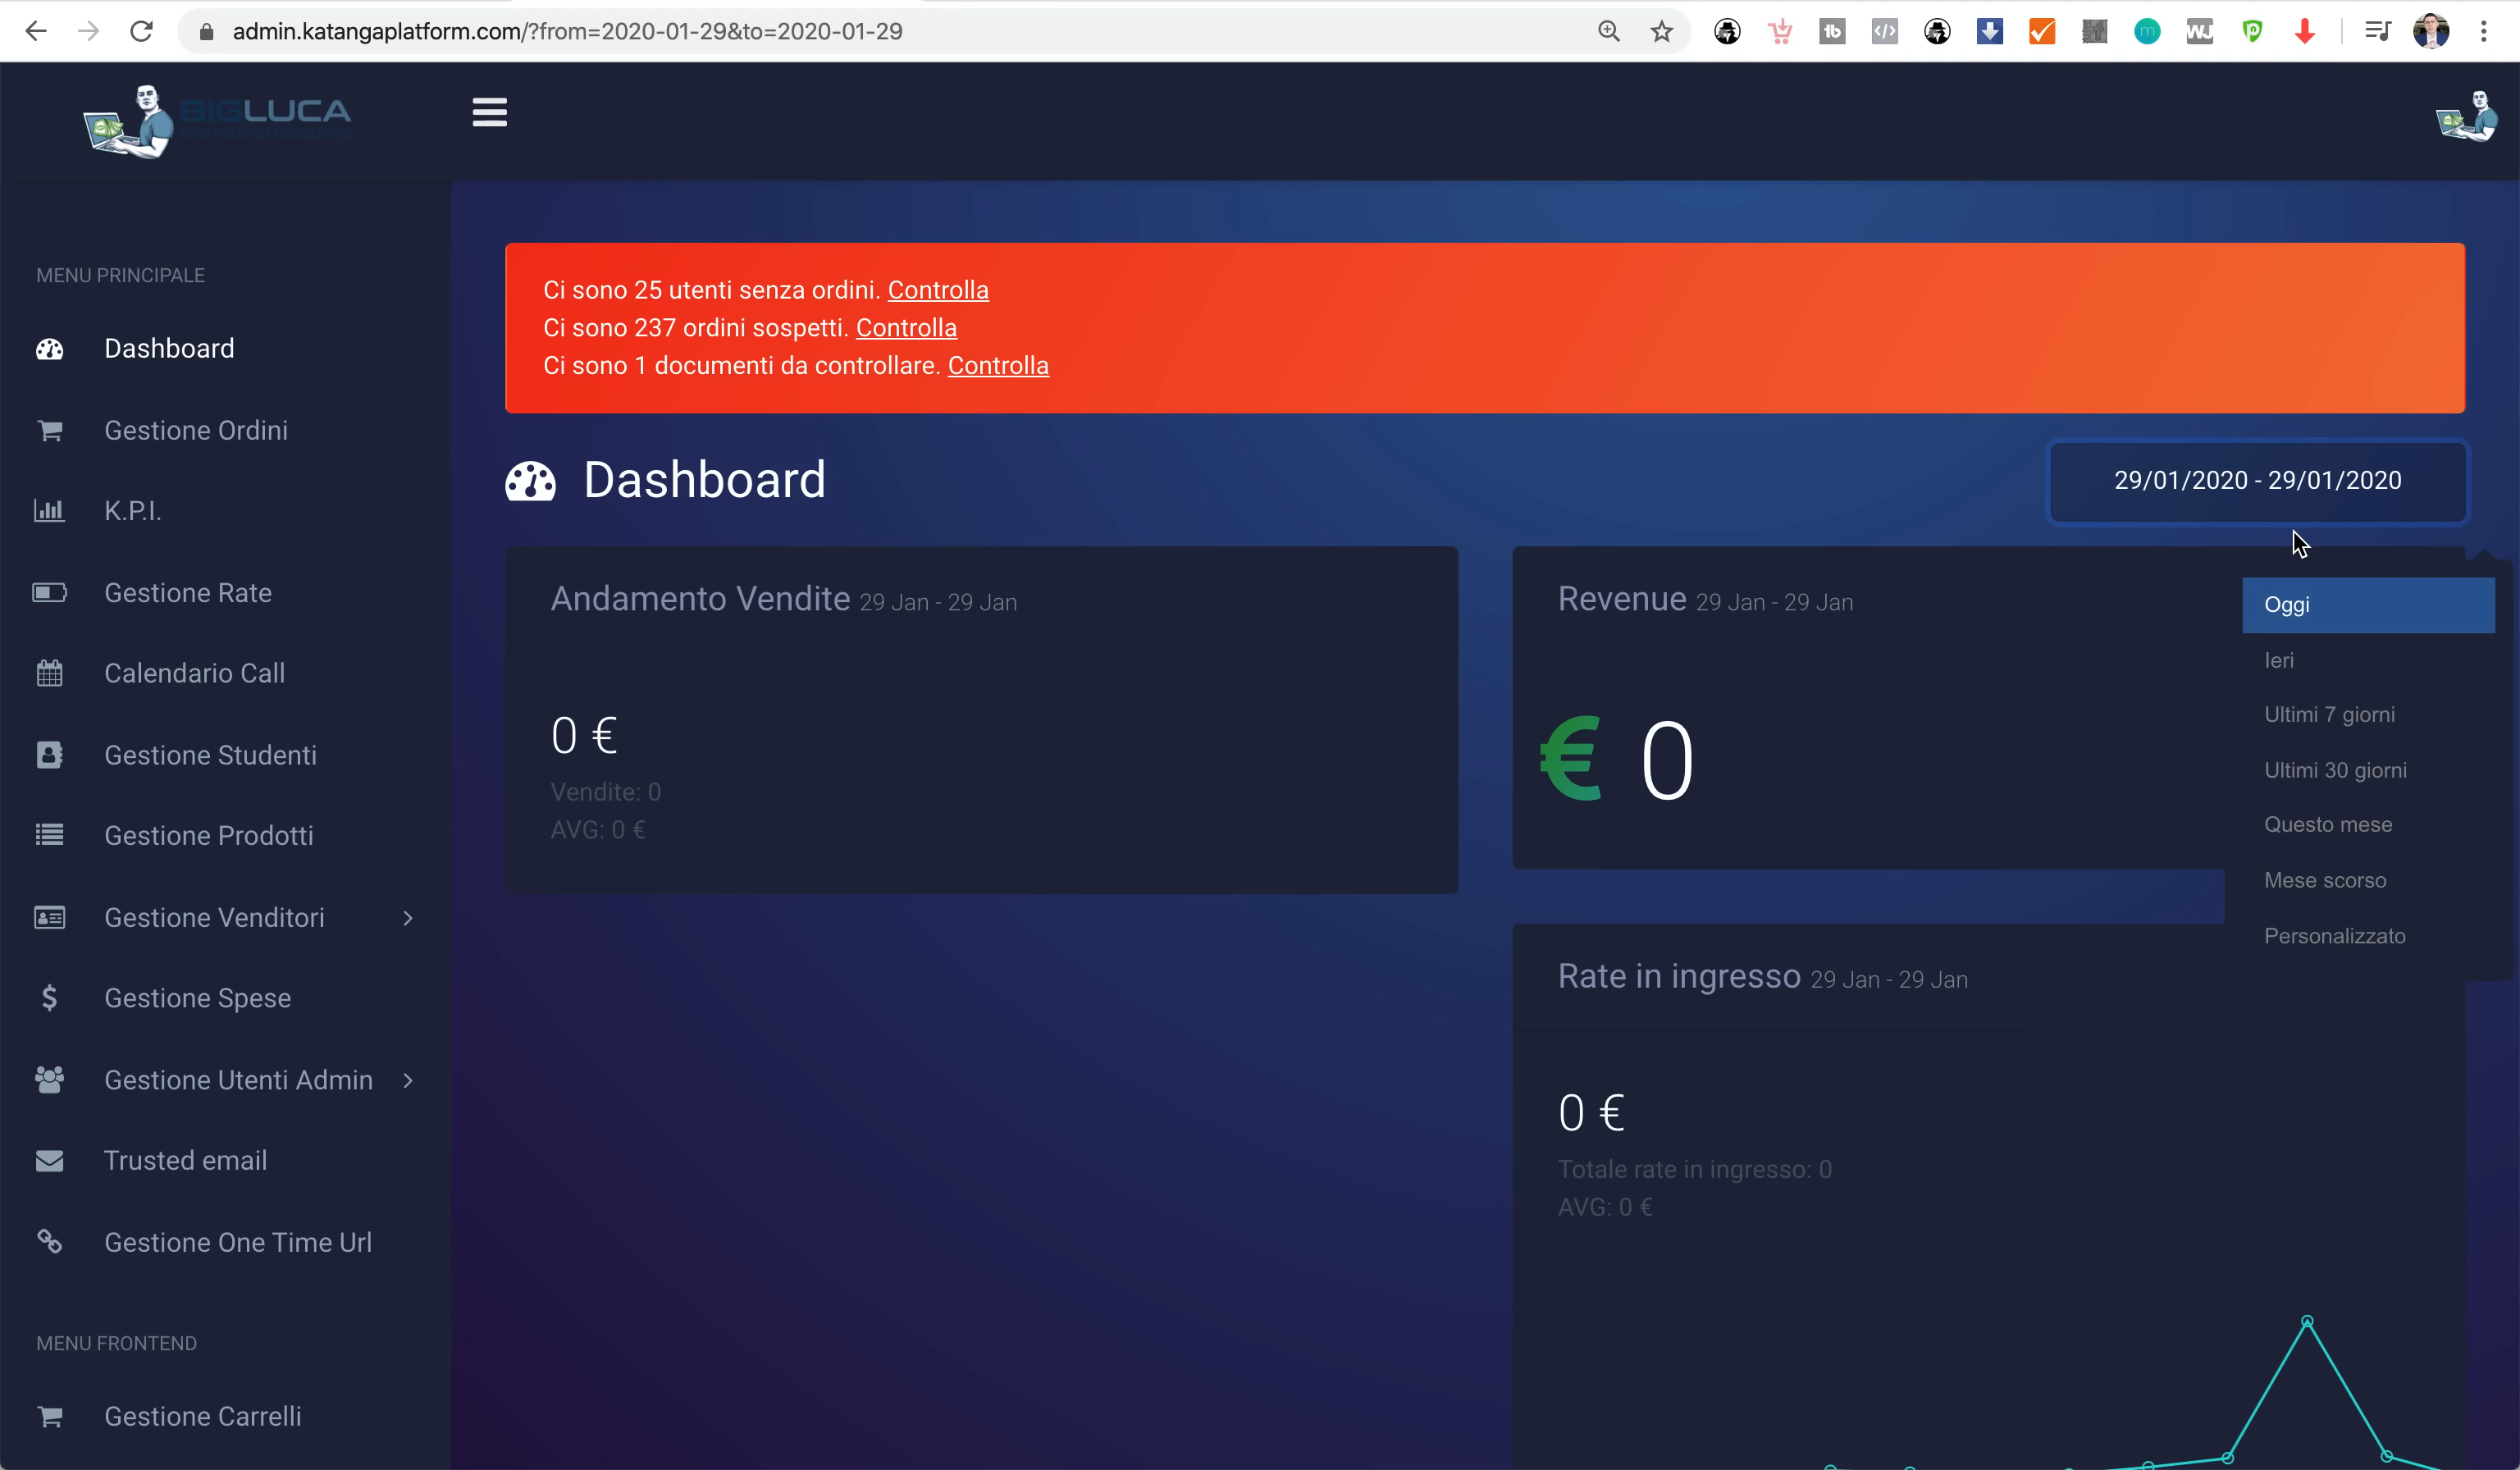 admin.katangaplatform.com/?from=2020-01-29&to=2020-01-29
BIGLUCA
MENU PRINCIPALE
Dashboard
Gestione Ordini
K.P.I.
Gestione Rate
Calendario Call
Gestione Studenti
Gestione Prodotti
Gestione Venditori
Gestione Spese
Gestione Utenti Admin
Trusted email
Gestione One Time Url
MENU FRONTEND
Gestione Carrelli
Ci sono 25 utenti senza ordini. Controlla
Ci sono 237 ordini sospetti. Controlla
Ci sono 1 documenti da controllare. Controlla
Dashboard
29/01/2020 - 29/01/2020
Andamento Vendite 29 Jan - 29 Jan
0 €
Vendite: 0
AVG: 0 €
Revenue 29 Jan - 29 Jan
€ 0
Oggi
Ieri
Ultimi 7 giorni
Ultimi 30 giorni
Questo mese
Mese scorso
Personalizzato
Rate in ingresso 29 Jan - 29 Jan
0 €
Totale rate in ingresso: 0
AVG: 0 €